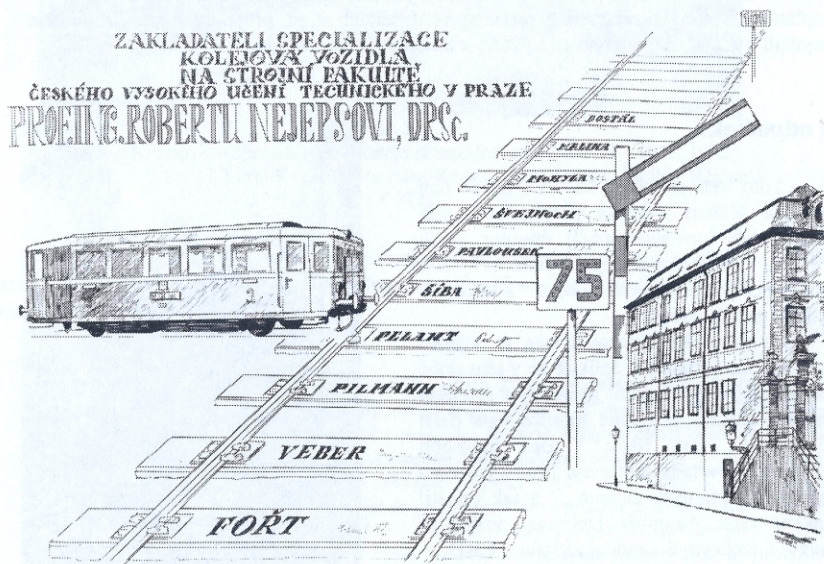 ZAKLADATELI SPECIALIZACE
KOLEJOVÁ VOZIDLA
NA STROJNÍ FAKULTĚ
ČESKÉHO VYSOKÉHO UČENÍ TECHNICKÉHO V PRAZE
PROF.ING. ROBERTU NEJEPSOVI, DRSc.
DOSTÁL
KALINA
MOHYLA
ŠVEJNOCH
PAVLOUSEK
75
ŠÍBA
PELANT
PILMANN
VEBER
FOŘT